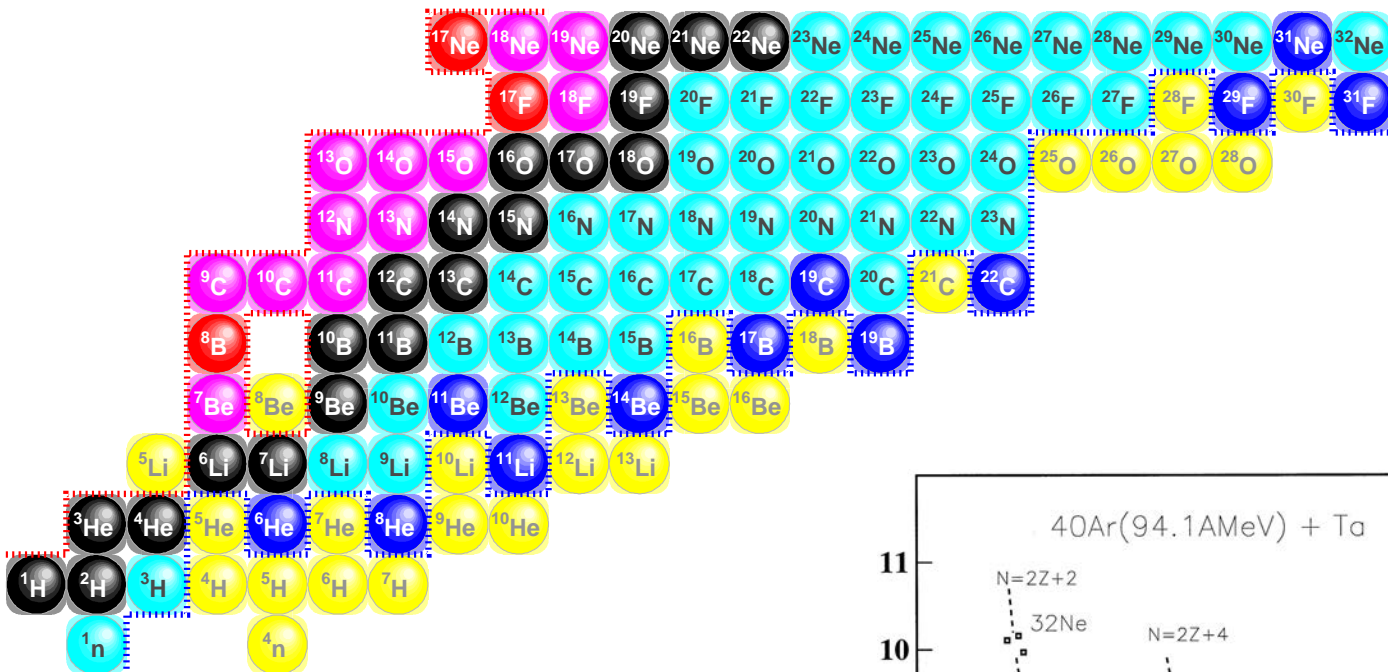 17Ne 18Ne 19Ne 20Ne 21Ne 22Ne 23Ne 24Ne 25Ne 26Ne 27Ne 28Ne 29Ne 30Ne 31Ne 32Ne
17F 18F 19F 20F 21F 22F 23F 24F 25F 26F 27F 28F 29F 30F 31F
13O 14O 15O 16O 17O 18O 19O 20O 21O 22O 23O 24O 25O 26O 27O 28O
12N 13N 14N 15N 16N 17N 18N 19N 20N 21N 22N 23N
9C 10C 11C 12C 13C 14C 15C 16C 17C 18C 19C 20C 21C 22C
8B 10B 11B 12B 13B 14B 15B 16B 17B 18B 19B
7Be 8Be 9Be 10Be 11Be 12Be 13Be 14Be 15Be 16Be
5Li 6Li 7Li 8Li 9Li 10Li 11Li 12Li 13Li
3He 4He 5He 6He 7He 8He 9He 10He
1H 2H 3H 4H 5H 6H 7H
1n 4n
40Ar(94.1AMeV) + Ta
11
N=2Z+2
32Ne
N=2Z+4
10